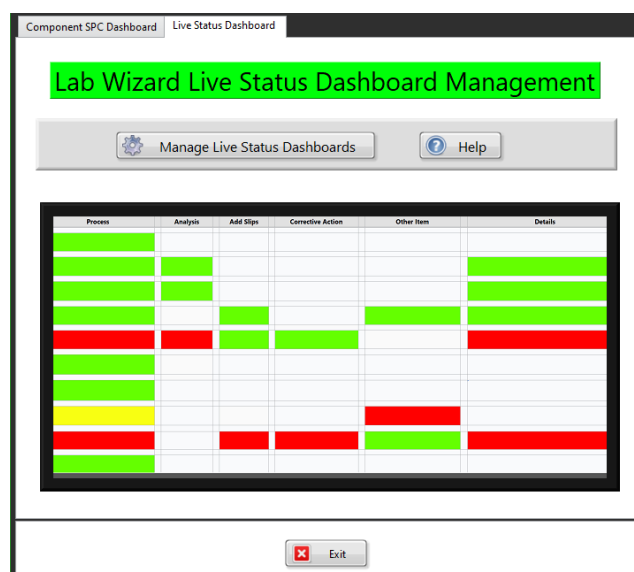 Component SPC Dashboard Live Status Dashboard
Lab Wizard Live Status Dashboard Management
Manage Live Status Dashboards Help
Process Analysis Add Slips Corrective Action Other Item Details
Exit